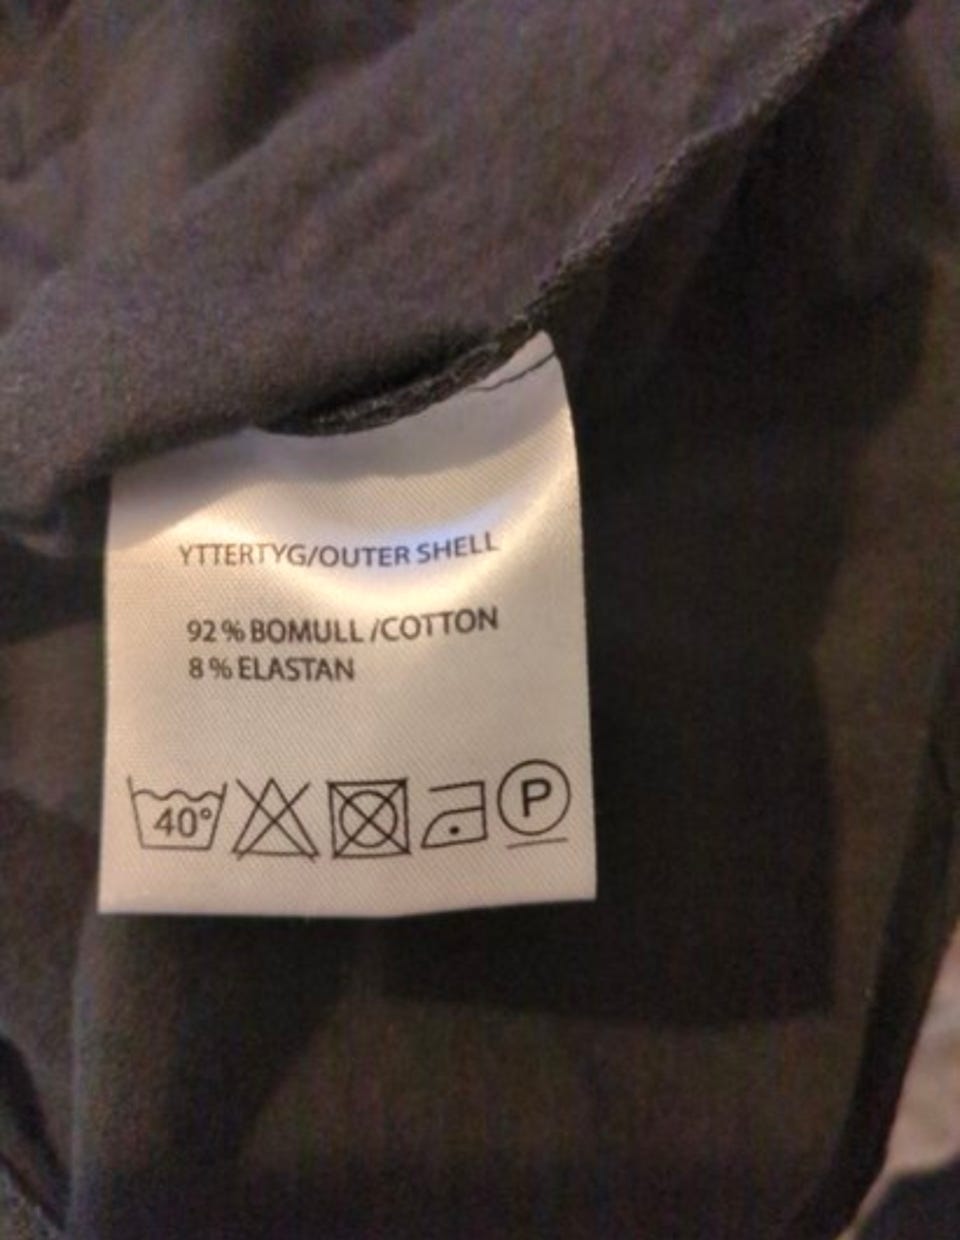 YTTERTYG/OUTER SHELL
92 % BOMULL /COTTON
8 % ELASTAN
40°
P